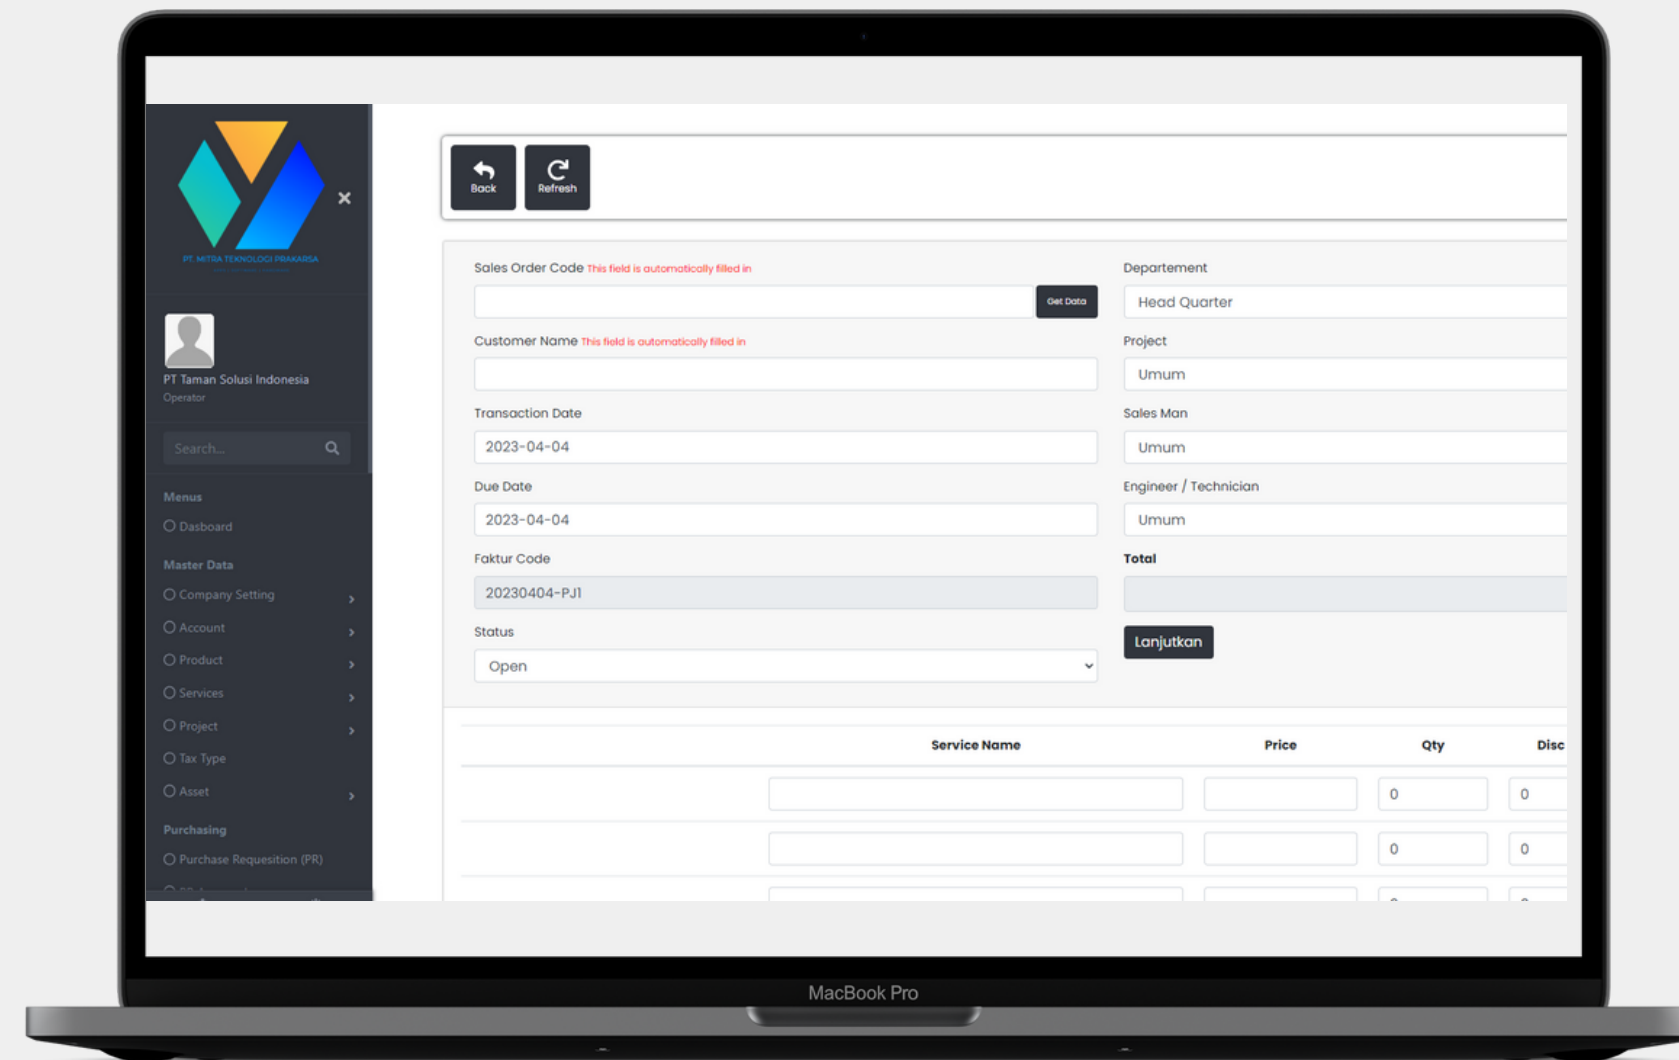 PT. MITRA TEKNOLOGI PRAKARSA
PT Taman Solusi Indonesia
Operator
Search...
Menus
Dasboard
Master Data
Company Setting
Account
Product
Services
Project
Tax Type
Asset
Purchasing
Purchase Requesition (PR)
Back
Refresh
Sales Order Code This field is automatically filled in
Get Data
Customer Name This field is automatically filled in
Transaction Date
2023-04-04
Due Date
2023-04-04
Faktur Code
20230404-PJ1
Status
Open
Departement
Head Quarter
Project
Umum
Sales Man
Umum
Engineer / Technician
Umum
Total
Lanjutkan
Service Name Price Qty Disc
0 0
0 0
MacBook Pro